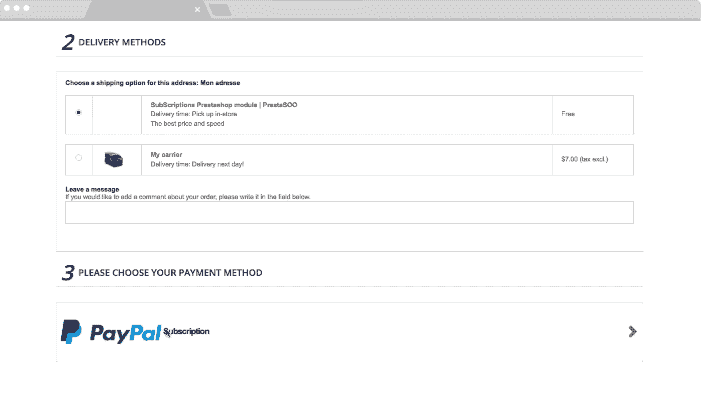 2 DELIVERY METHODS
Choose a shipping option for this address: Mon adresse
SubScriptions Prestashop module | PrestaSOO
Delivery time: Pick up in-store
The best price and speed
Free
My carrier
Delivery time: Delivery next day!
$7.00 (tax excl.)
Leave a message
If you would like to add a comment about your order, please write it in the field below.
3 PLEASE CHOOSE YOUR PAYMENT METHOD
PayPal Subscription